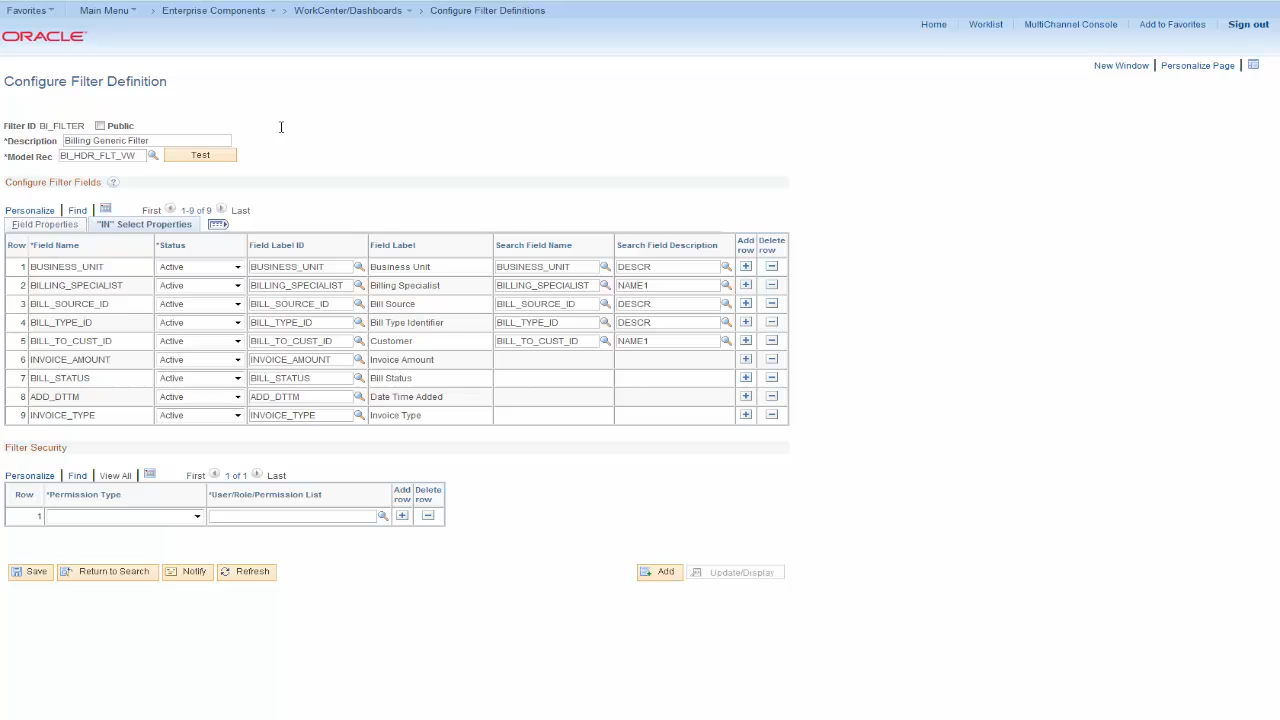 Favorites Main Menu > Enterprise Components > WorkCenter/Dashboards > Configure Filter Definitions
Home Worklist MultiChannel Console Add to Favorites Sign out
ORACLE
New Window | Personalize Page |
Configure Filter Definition
Filter ID BI_FILTER Public
*Description Billing Generic Filter
*Model Rec BI_HDR_FLT_VW Test
Configure Filter Fields ?
Personalize | Find | First 1-9 of 9 Last
Field Properties "IN" Select Properties
Row *Field Name *Status Field Label ID Field Label Search Field Name Search Field Description Add row Delete row
1 BUSINESS_UNIT Active BUSINESS_UNIT Business Unit BUSINESS_UNIT DESCR
2 BILLING_SPECIALIST Active BILLING_SPECIALIST Billing Specialist BILLING_SPECIALIST NAME1
3 BILL_SOURCE_ID Active BILL_SOURCE_ID Bill Source BILL_SOURCE_ID DESCR
4 BILL_TYPE_ID Active BILL_TYPE_ID Bill Type Identifier BILL_TYPE_ID DESCR
5 BILL_TO_CUST_ID Active BILL_TO_CUST_ID Customer BILL_TO_CUST_ID NAME1
6 INVOICE_AMOUNT Active INVOICE_AMOUNT Invoice Amount
7 BILL_STATUS Active BILL_STATUS Bill Status
8 ADD_DTTM Active ADD_DTTM Date Time Added
9 INVOICE_TYPE Active INVOICE_TYPE Invoice Type
Filter Security
Personalize | Find | View All | First 1 of 1 Last
Row *Permission Type *User/Role/Permission List Add row Delete row
1
Save Return to Search Notify Refresh Add Update/Display